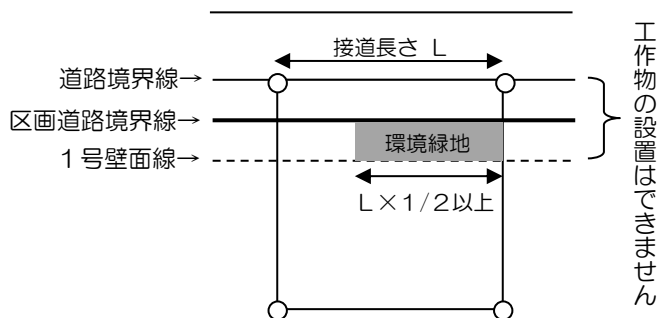 接道長さ L
道路境界線→
区画道路境界線→
環境緑地
1号壁面線→
L×1/2以上
工作物の設置はできません